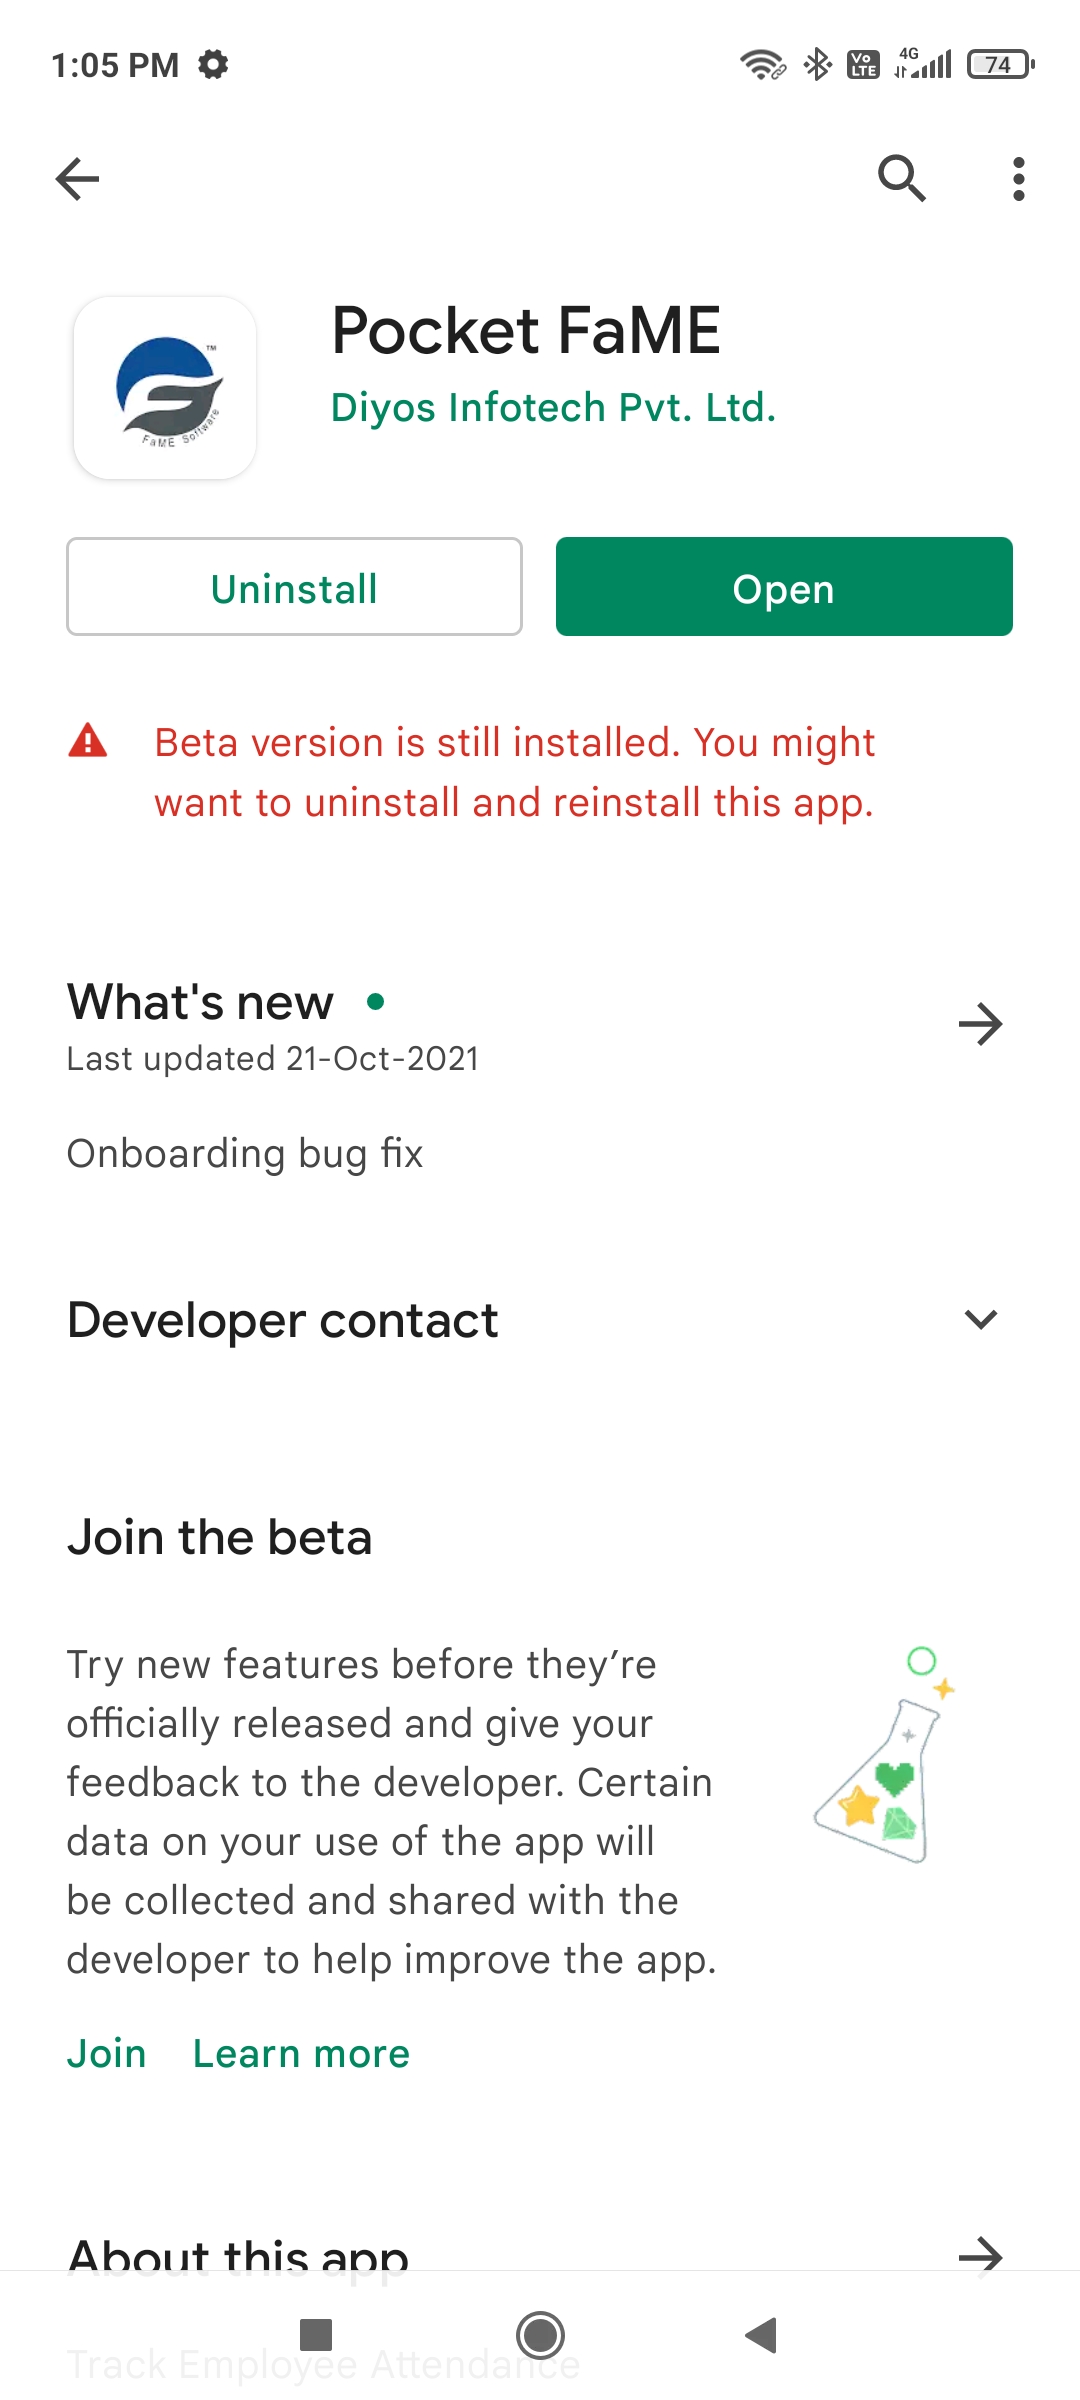 1:05 PM
Vo
LTE
4G
74
Pocket FaME
Diyos Infotech Pvt. Ltd.
TM
FaME Software
Uninstall
Open
Beta version is still installed. You might
want to uninstall and reinstall this app.
What's new
Last updated 21-Oct-2021
Onboarding bug fix
Developer contact
Join the beta
Try new features before they’re
officially released and give your
feedback to the developer. Certain
data on your use of the app will
be collected and shared with the
developer to help improve the app.
Join
Learn more
About this app
Track Employee Attendance